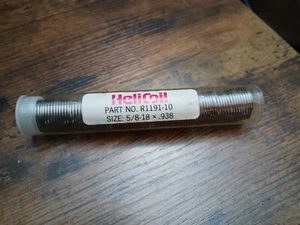 HeliCoil
PART NO. R1191-10
SIZE: 5/8-18 × .938